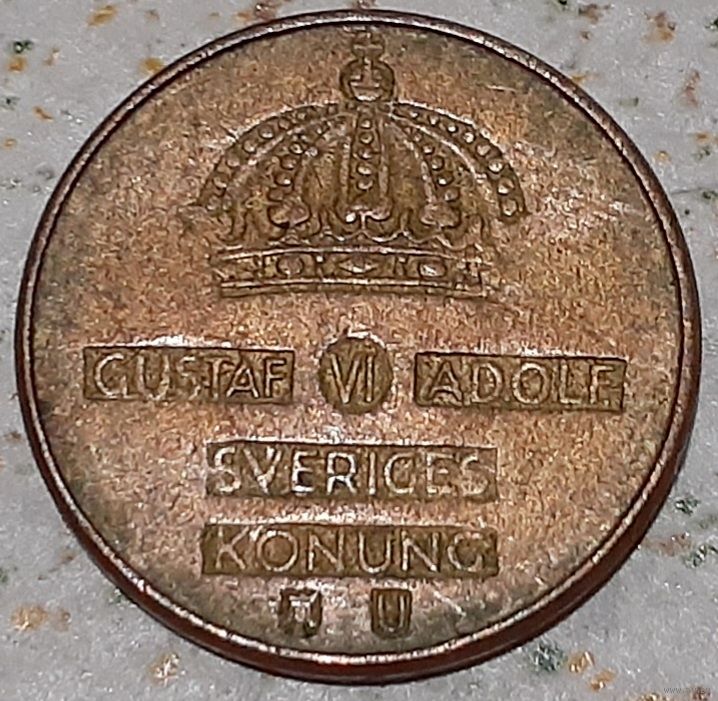 GUSTAF VI ADOLF
SVERIGES
KONUNG
U